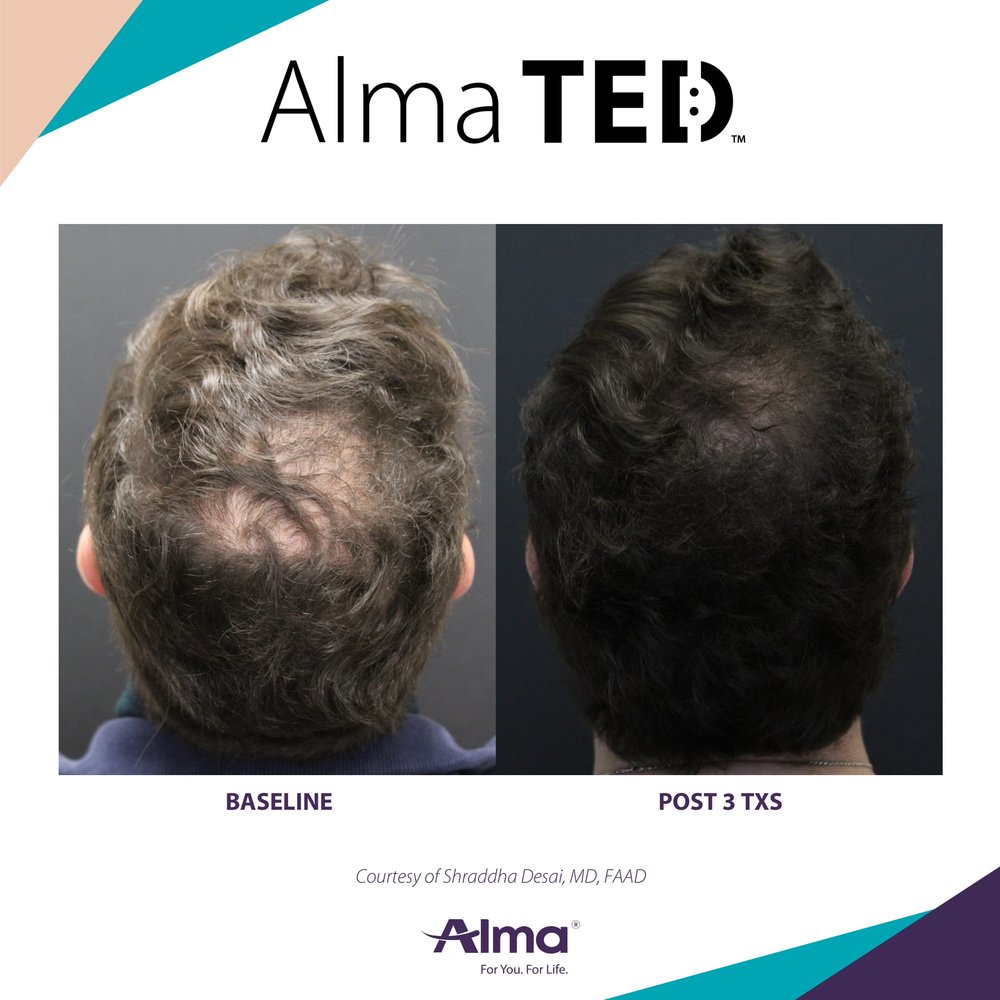 Alma TED™
BASELINE
POST 3 TXS
Courtesy of Shraddha Desai, MD, FAAD
Alma®
For You. For Life.